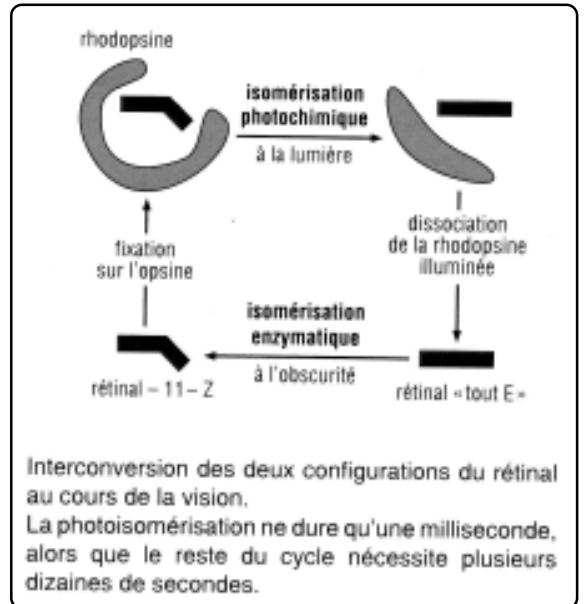 rhodopsine
isomérisation
photochimique
à la lumière
fixation
sur l'opsine
dissociation
de la rhodopsine
illuminée
isomérisation
enzymatique
à l'obscurité
rétinal – 11 – Z
rétinal «tout E»
Interconversion des deux configurations du rétinal
au cours de la vision.
La photoisomérisation ne dure qu'une milliseconde,
alors que le reste du cycle nécessite plusieurs
dizaines de secondes.